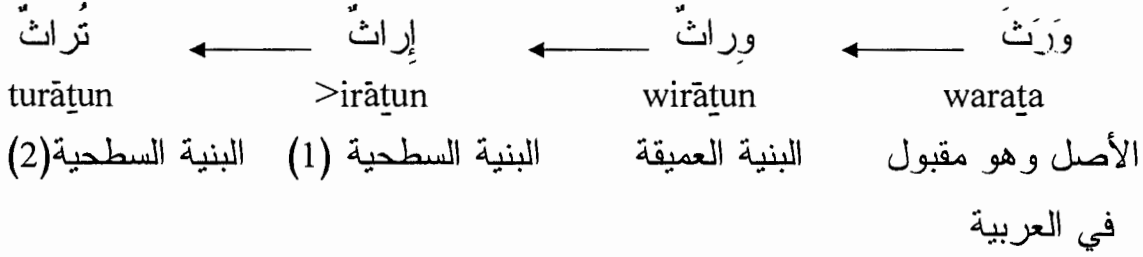 وَرَثَ ← وِراثٌ ← إِراثٌ ← تُراثٌ
waraṯa wirāṯun >irāṯun turāṯun
الأصل وهو مقبول البنية العميقة البنية السطحية (1) البنية السطحية(2)
في العربية